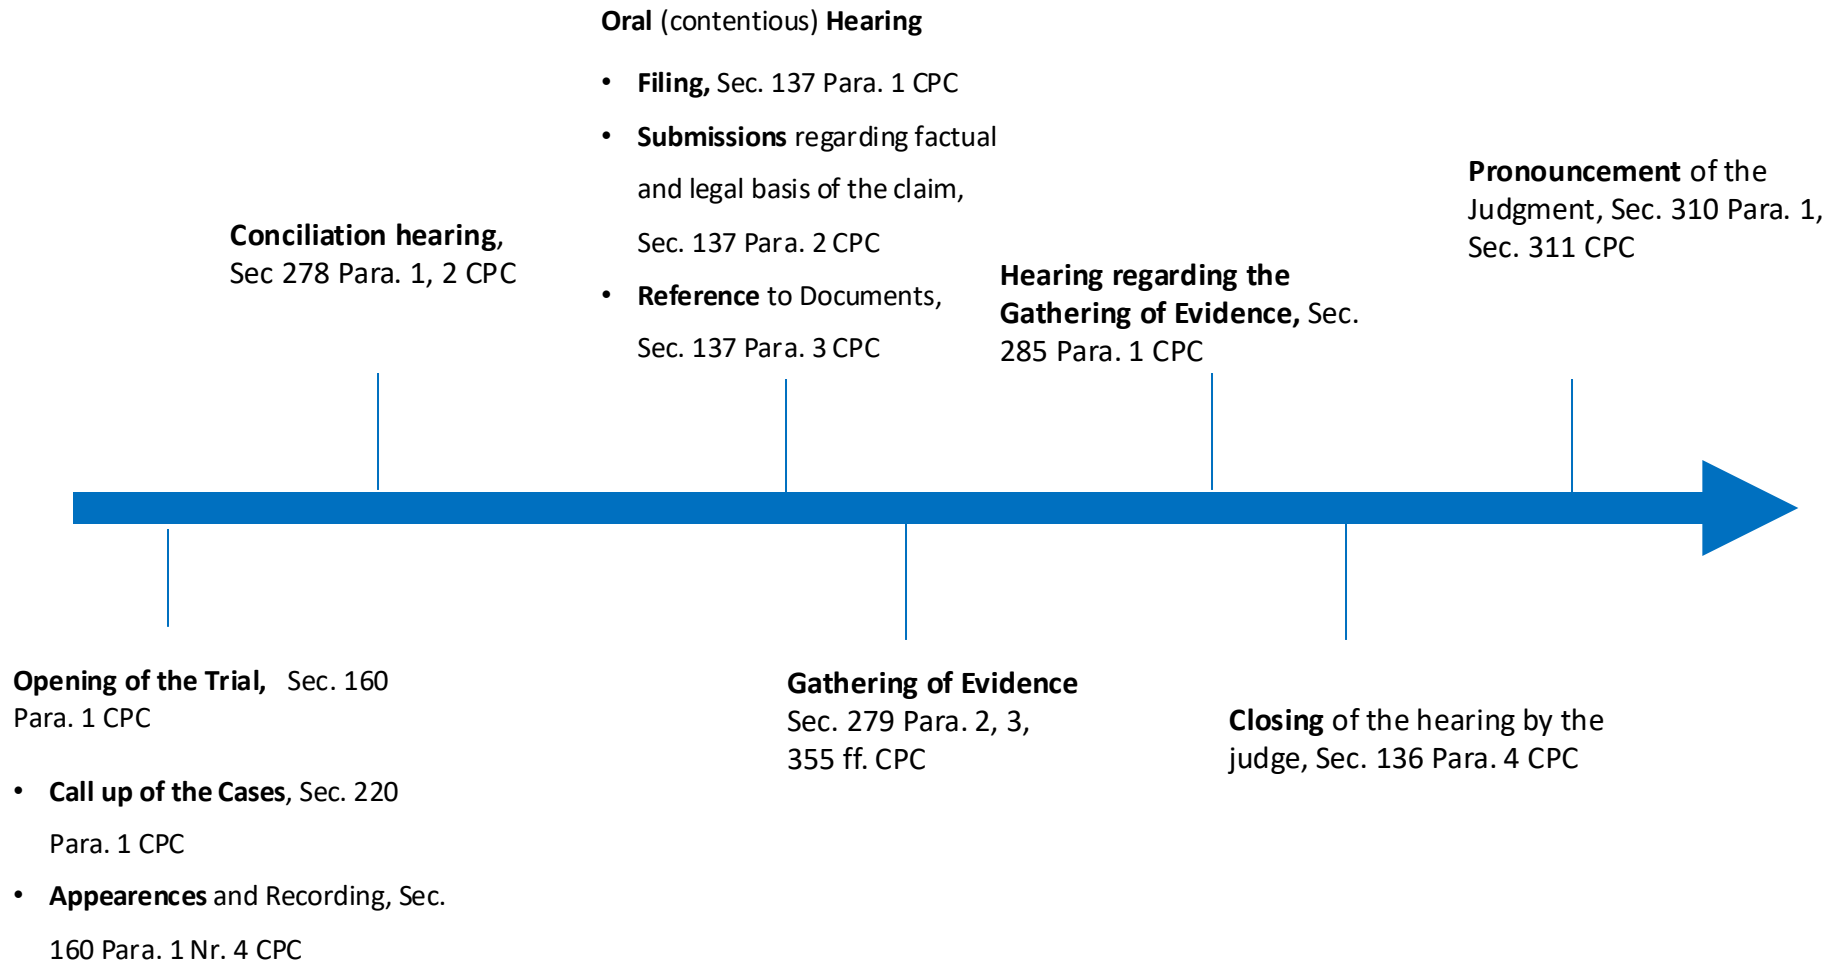 Oral (contentious) Hearing
• Filing, Sec. 137 Para. 1 CPC
• Submissions regarding factual
and legal basis of the claim,
Sec. 137 Para. 2 CPC
• Reference to Documents,
Sec. 137 Para. 3 CPC
Conciliation hearing,
Sec 278 Para. 1, 2 CPC
Hearing regarding the
Gathering of Evidence, Sec.
285 Para. 1 CPC
Pronouncement of the
Judgment, Sec. 310 Para. 1,
Sec. 311 CPC
Opening of the Trial, Sec. 160
Para. 1 CPC
• Call up of the Cases, Sec. 220
Para. 1 CPC
• Appearences and Recording, Sec.
160 Para. 1 Nr. 4 CPC
Gathering of Evidence
Sec. 279 Para. 2, 3,
355 ff. CPC
Closing of the hearing by the
judge, Sec. 136 Para. 4 CPC